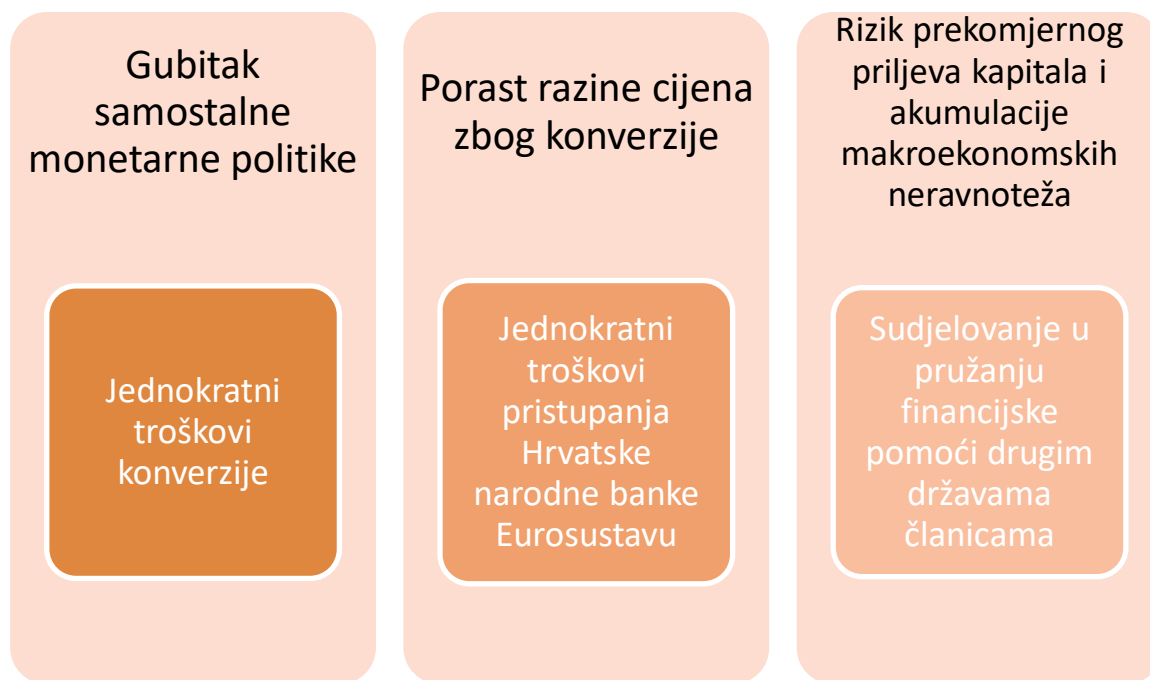 Gubitak
samostalne
monetarne politike
Jednokratni
troškovi
konverzije
Porast razine cijena
zbog konverzije
Jednokratni
troškovi
pristupanja
Hrvatske
narodne banke
Eurosustavu
Rizik prekomjernog
priljeva kapitala i
akumulacije
makroekonomskih
neravnoteža
Sudjelovanje u
pružanju
financijske
pomoći drugim
državama
članicama